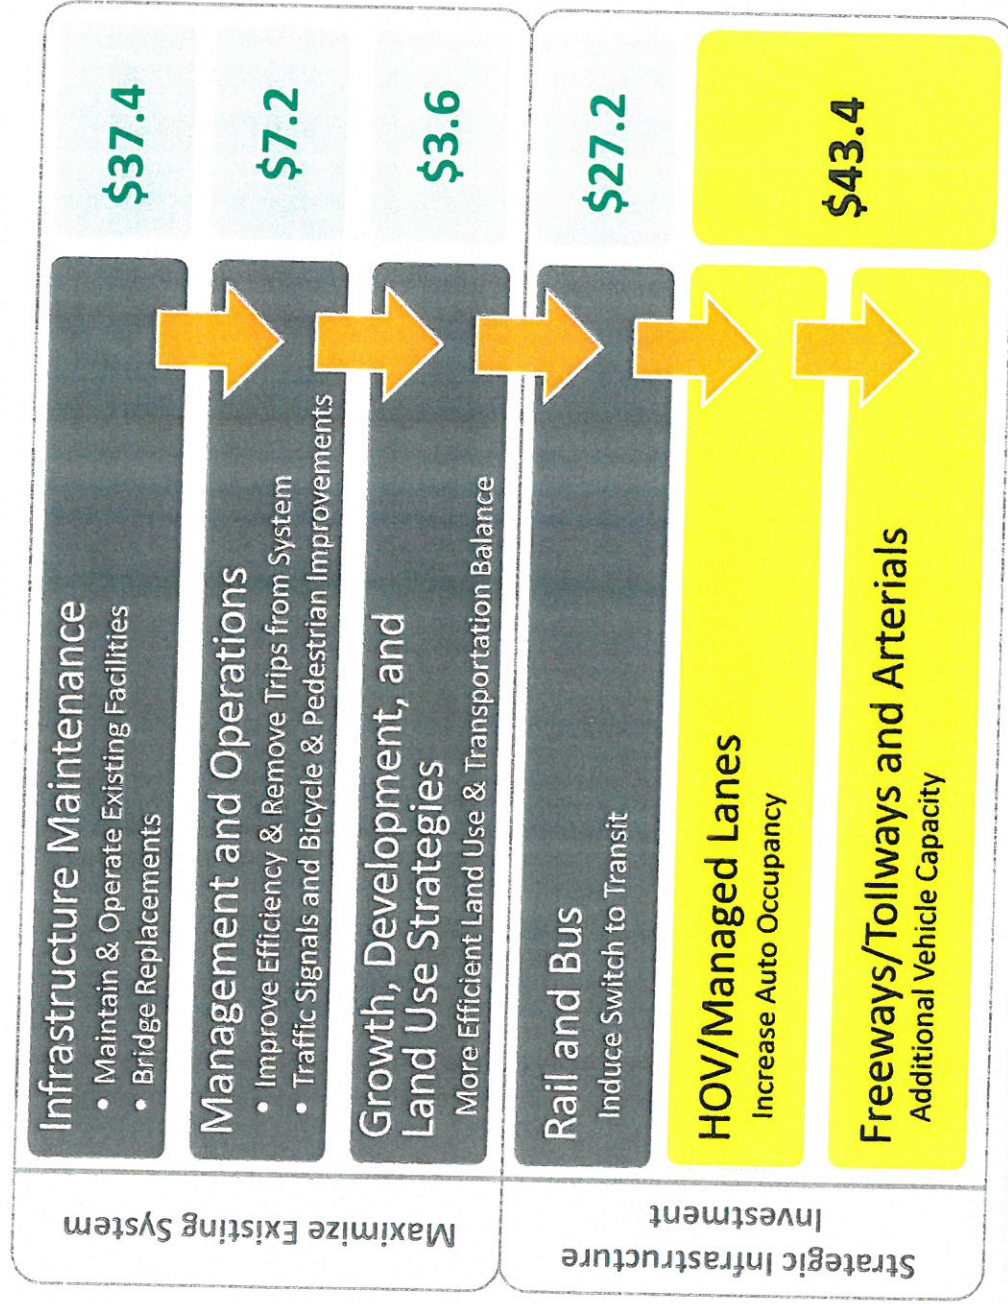 Maximize Existing System
Infrastructure Maintenance
• Maintain & Operate Existing Facilities
• Bridge Replacements
$37.4
Management and Operations
• Improve Efficiency & Remove Trips from System
• Traffic Signals and Bicycle & Pedestrian Improvements
$7.2
Growth, Development, and
Land Use Strategies
More Efficient Land Use & Transportation Balance
$3.6
Strategic Infrastructure
Investment
Rail and Bus
Induce Switch to Transit
$27.2
HOV/Managed Lanes
Increase Auto Occupancy
Freeways/Tollways and Arterials
Additional Vehicle Capacity
$43.4